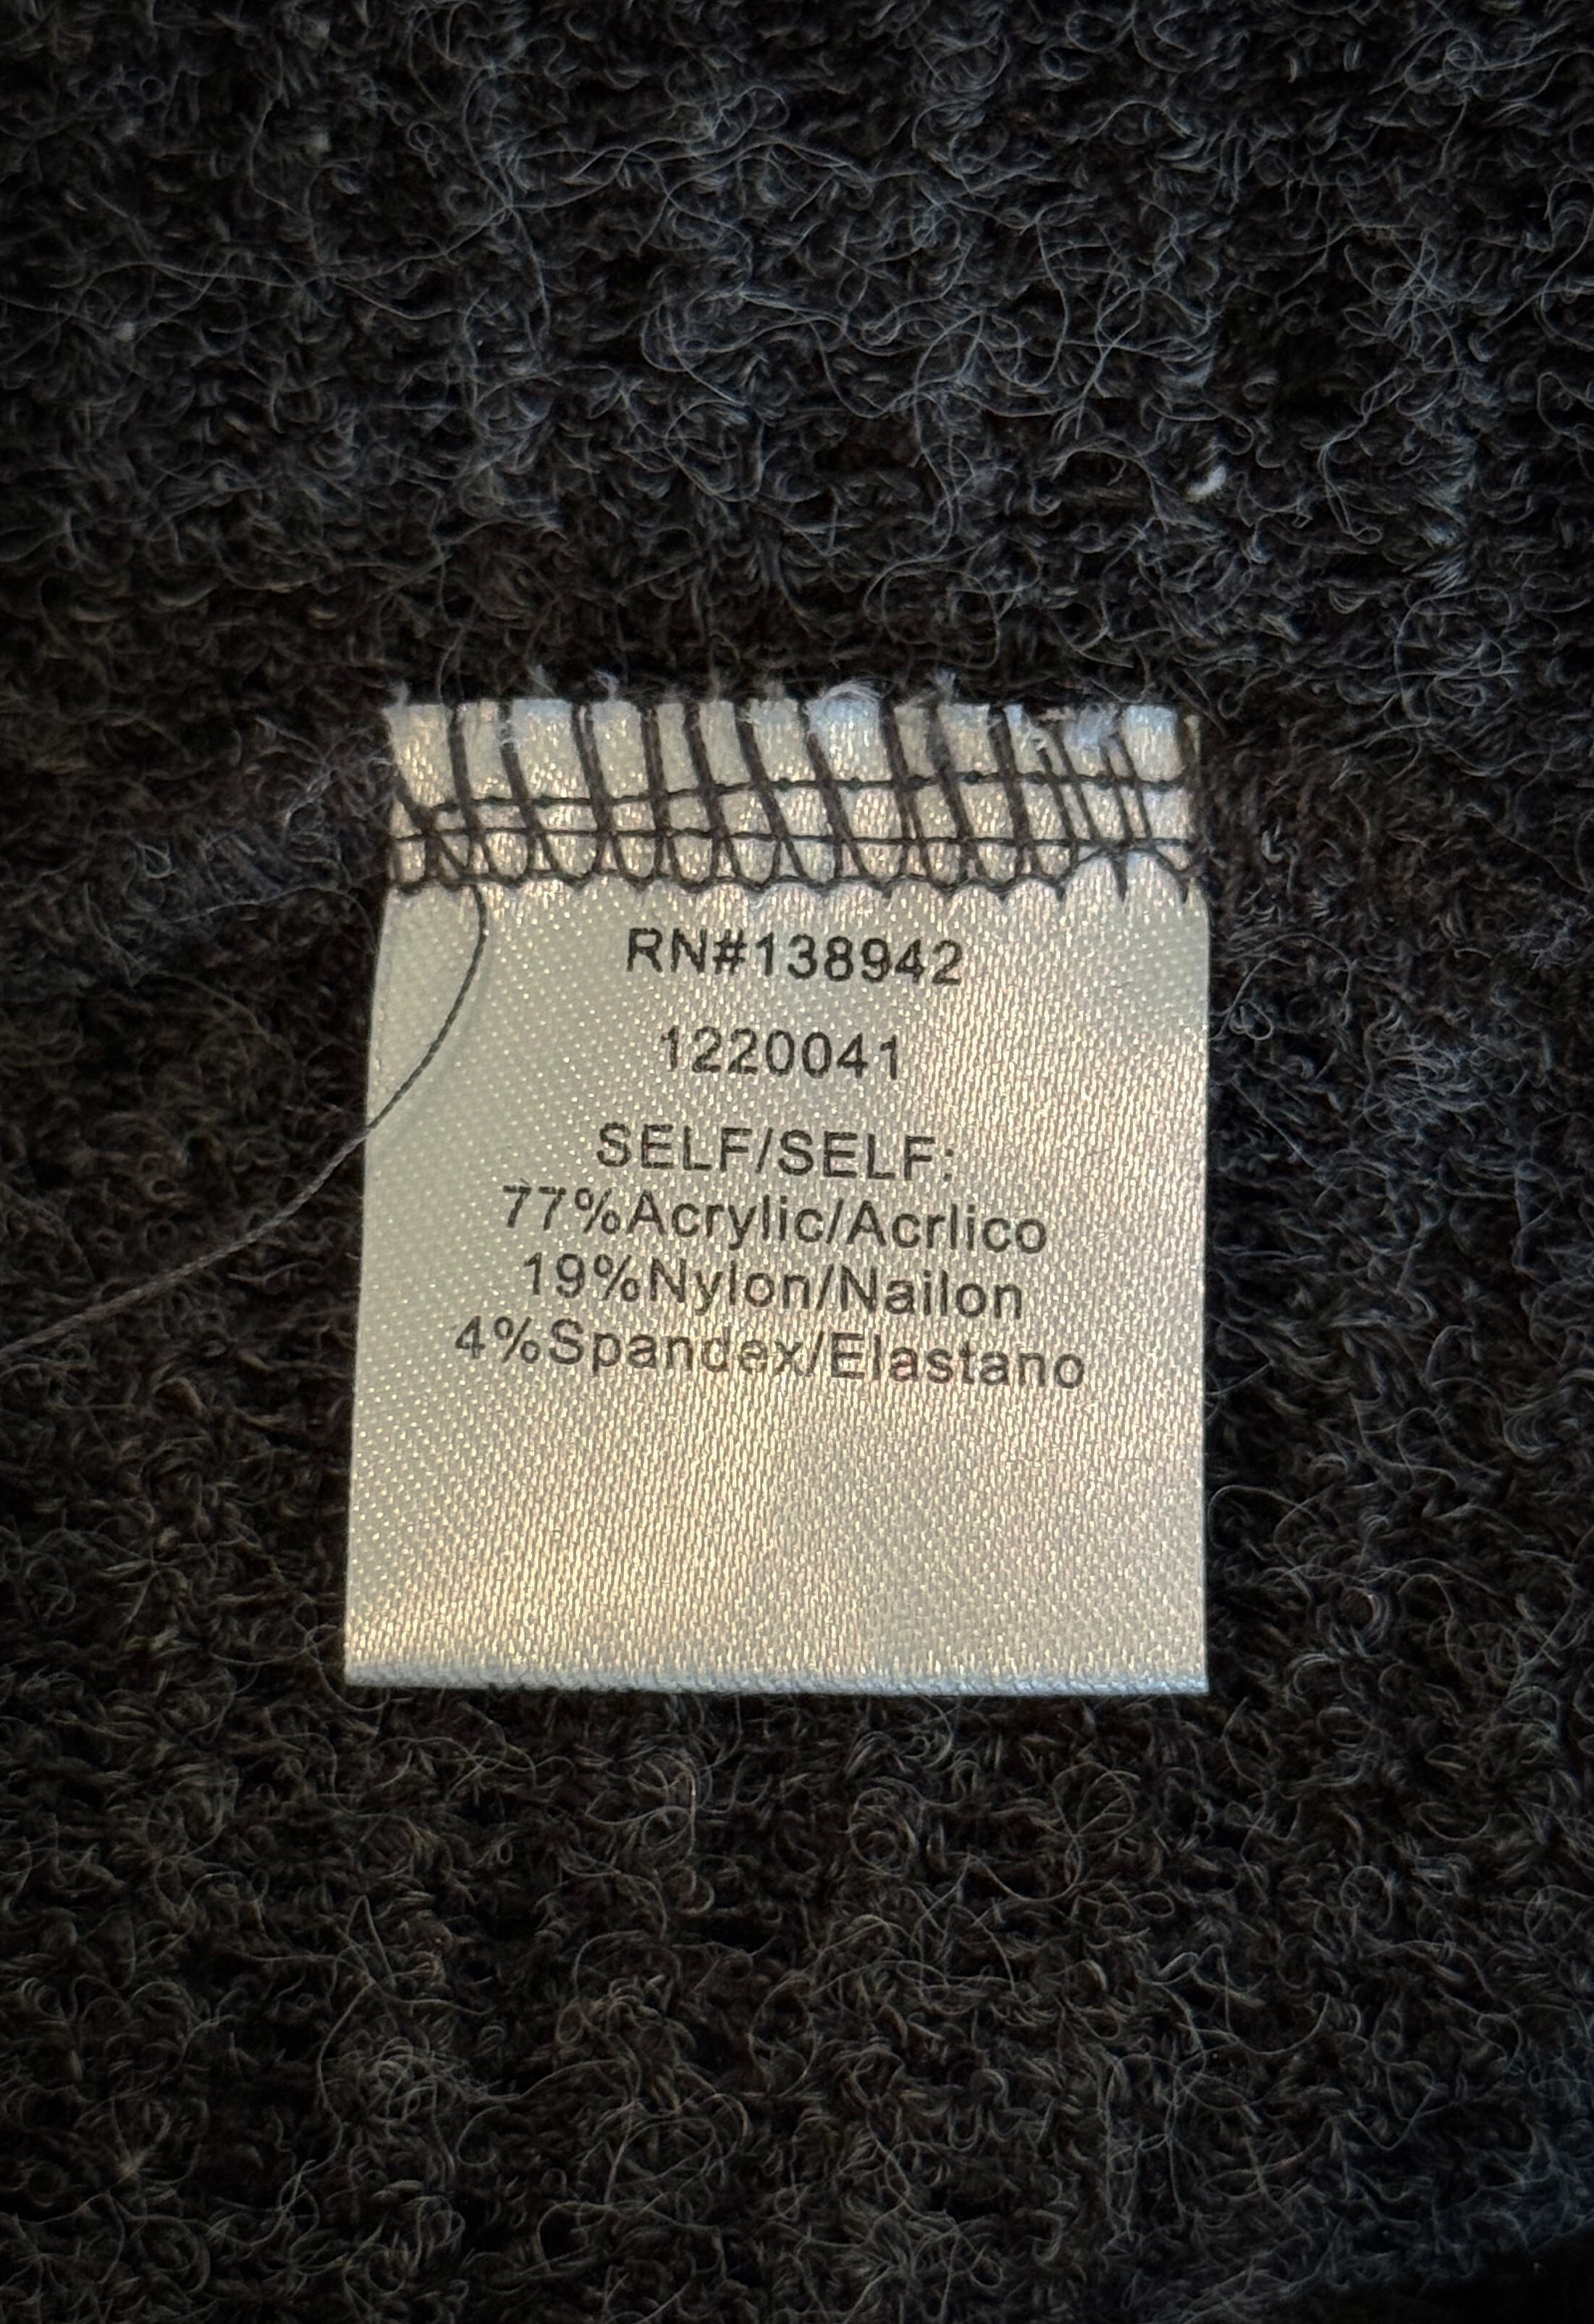 RN#138942
1220041
SELF/SELF:
77%Acrylic/Acrlico
19%Nylon/Nailon
4%Spandex/Elastano